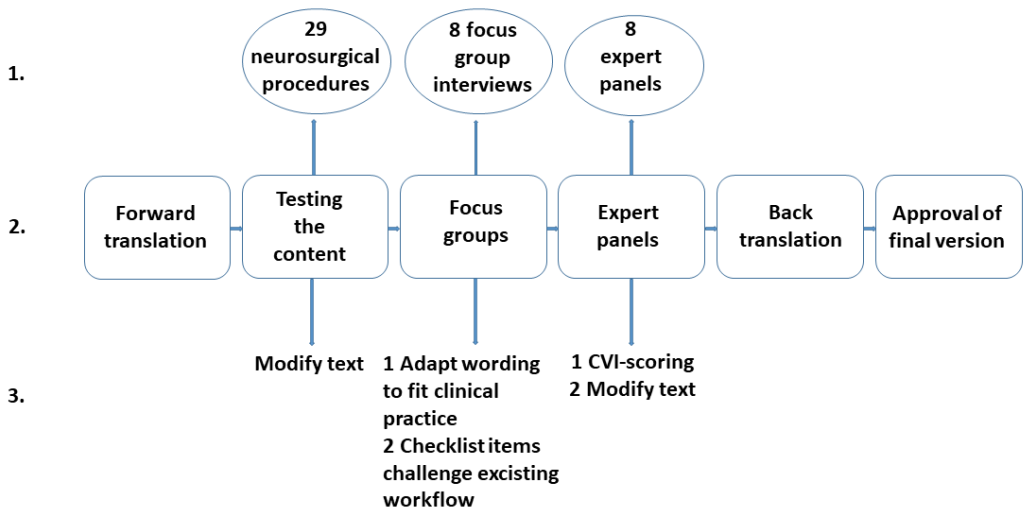 1.
29
neurosurgical
procedures
8 focus
group
interviews
8
expert
panels
2.
Forward
translation
Testing
the
content
Focus
groups
Expert
panels
Back
translation
Approval of
final version
3.
Modify text
1 Adapt wording
to fit clinical
practice
2 Checklist items
challenge excisting
workflow
1 CVI-scoring
2 Modify text